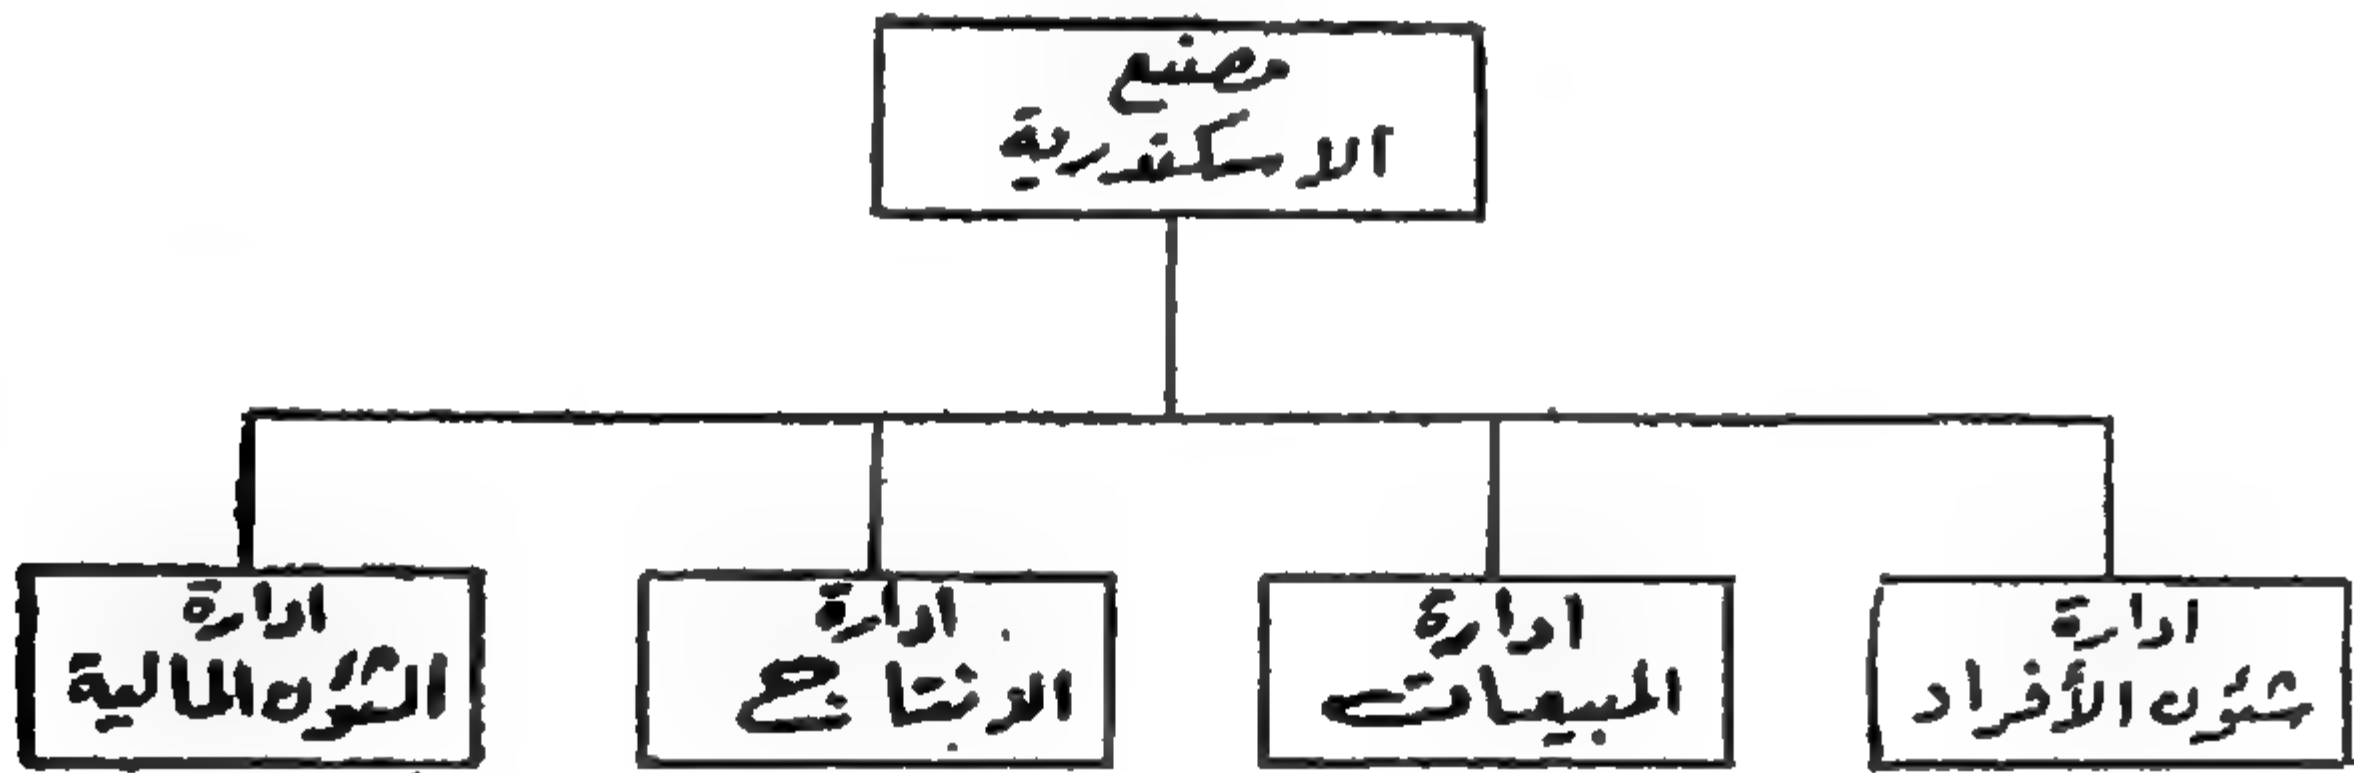 مصنع
الاسكندرية
ادارة
شئون الأفراد
ادارة
المبيعات
ادارة
الانتاج
ادارة
الشئون المالية